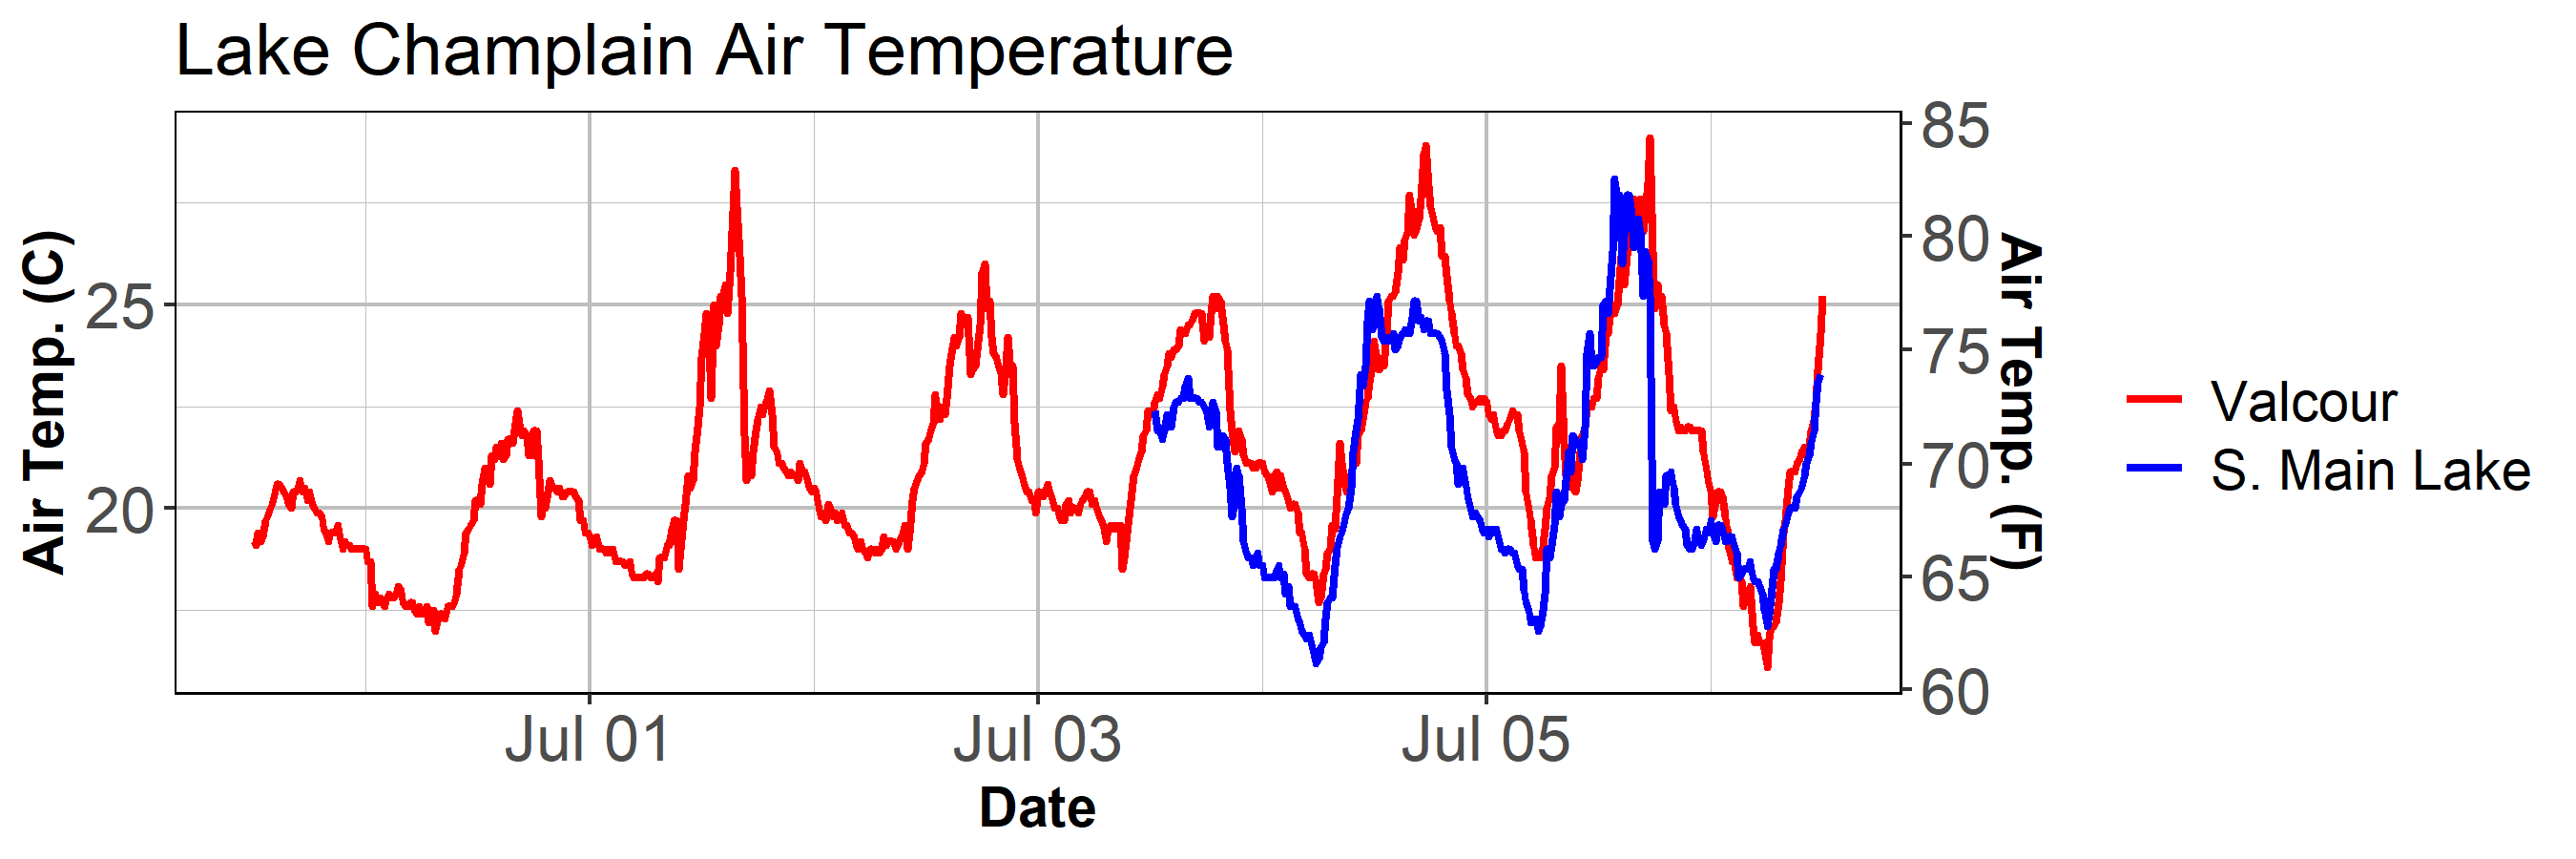 Lake Champlain Air Temperature
Air Temp. (C)
25
20
85
80
75
70
65
60
Air Temp. (F)
Jul 01
Jul 03
Jul 05
Date
Valcour
S. Main Lake